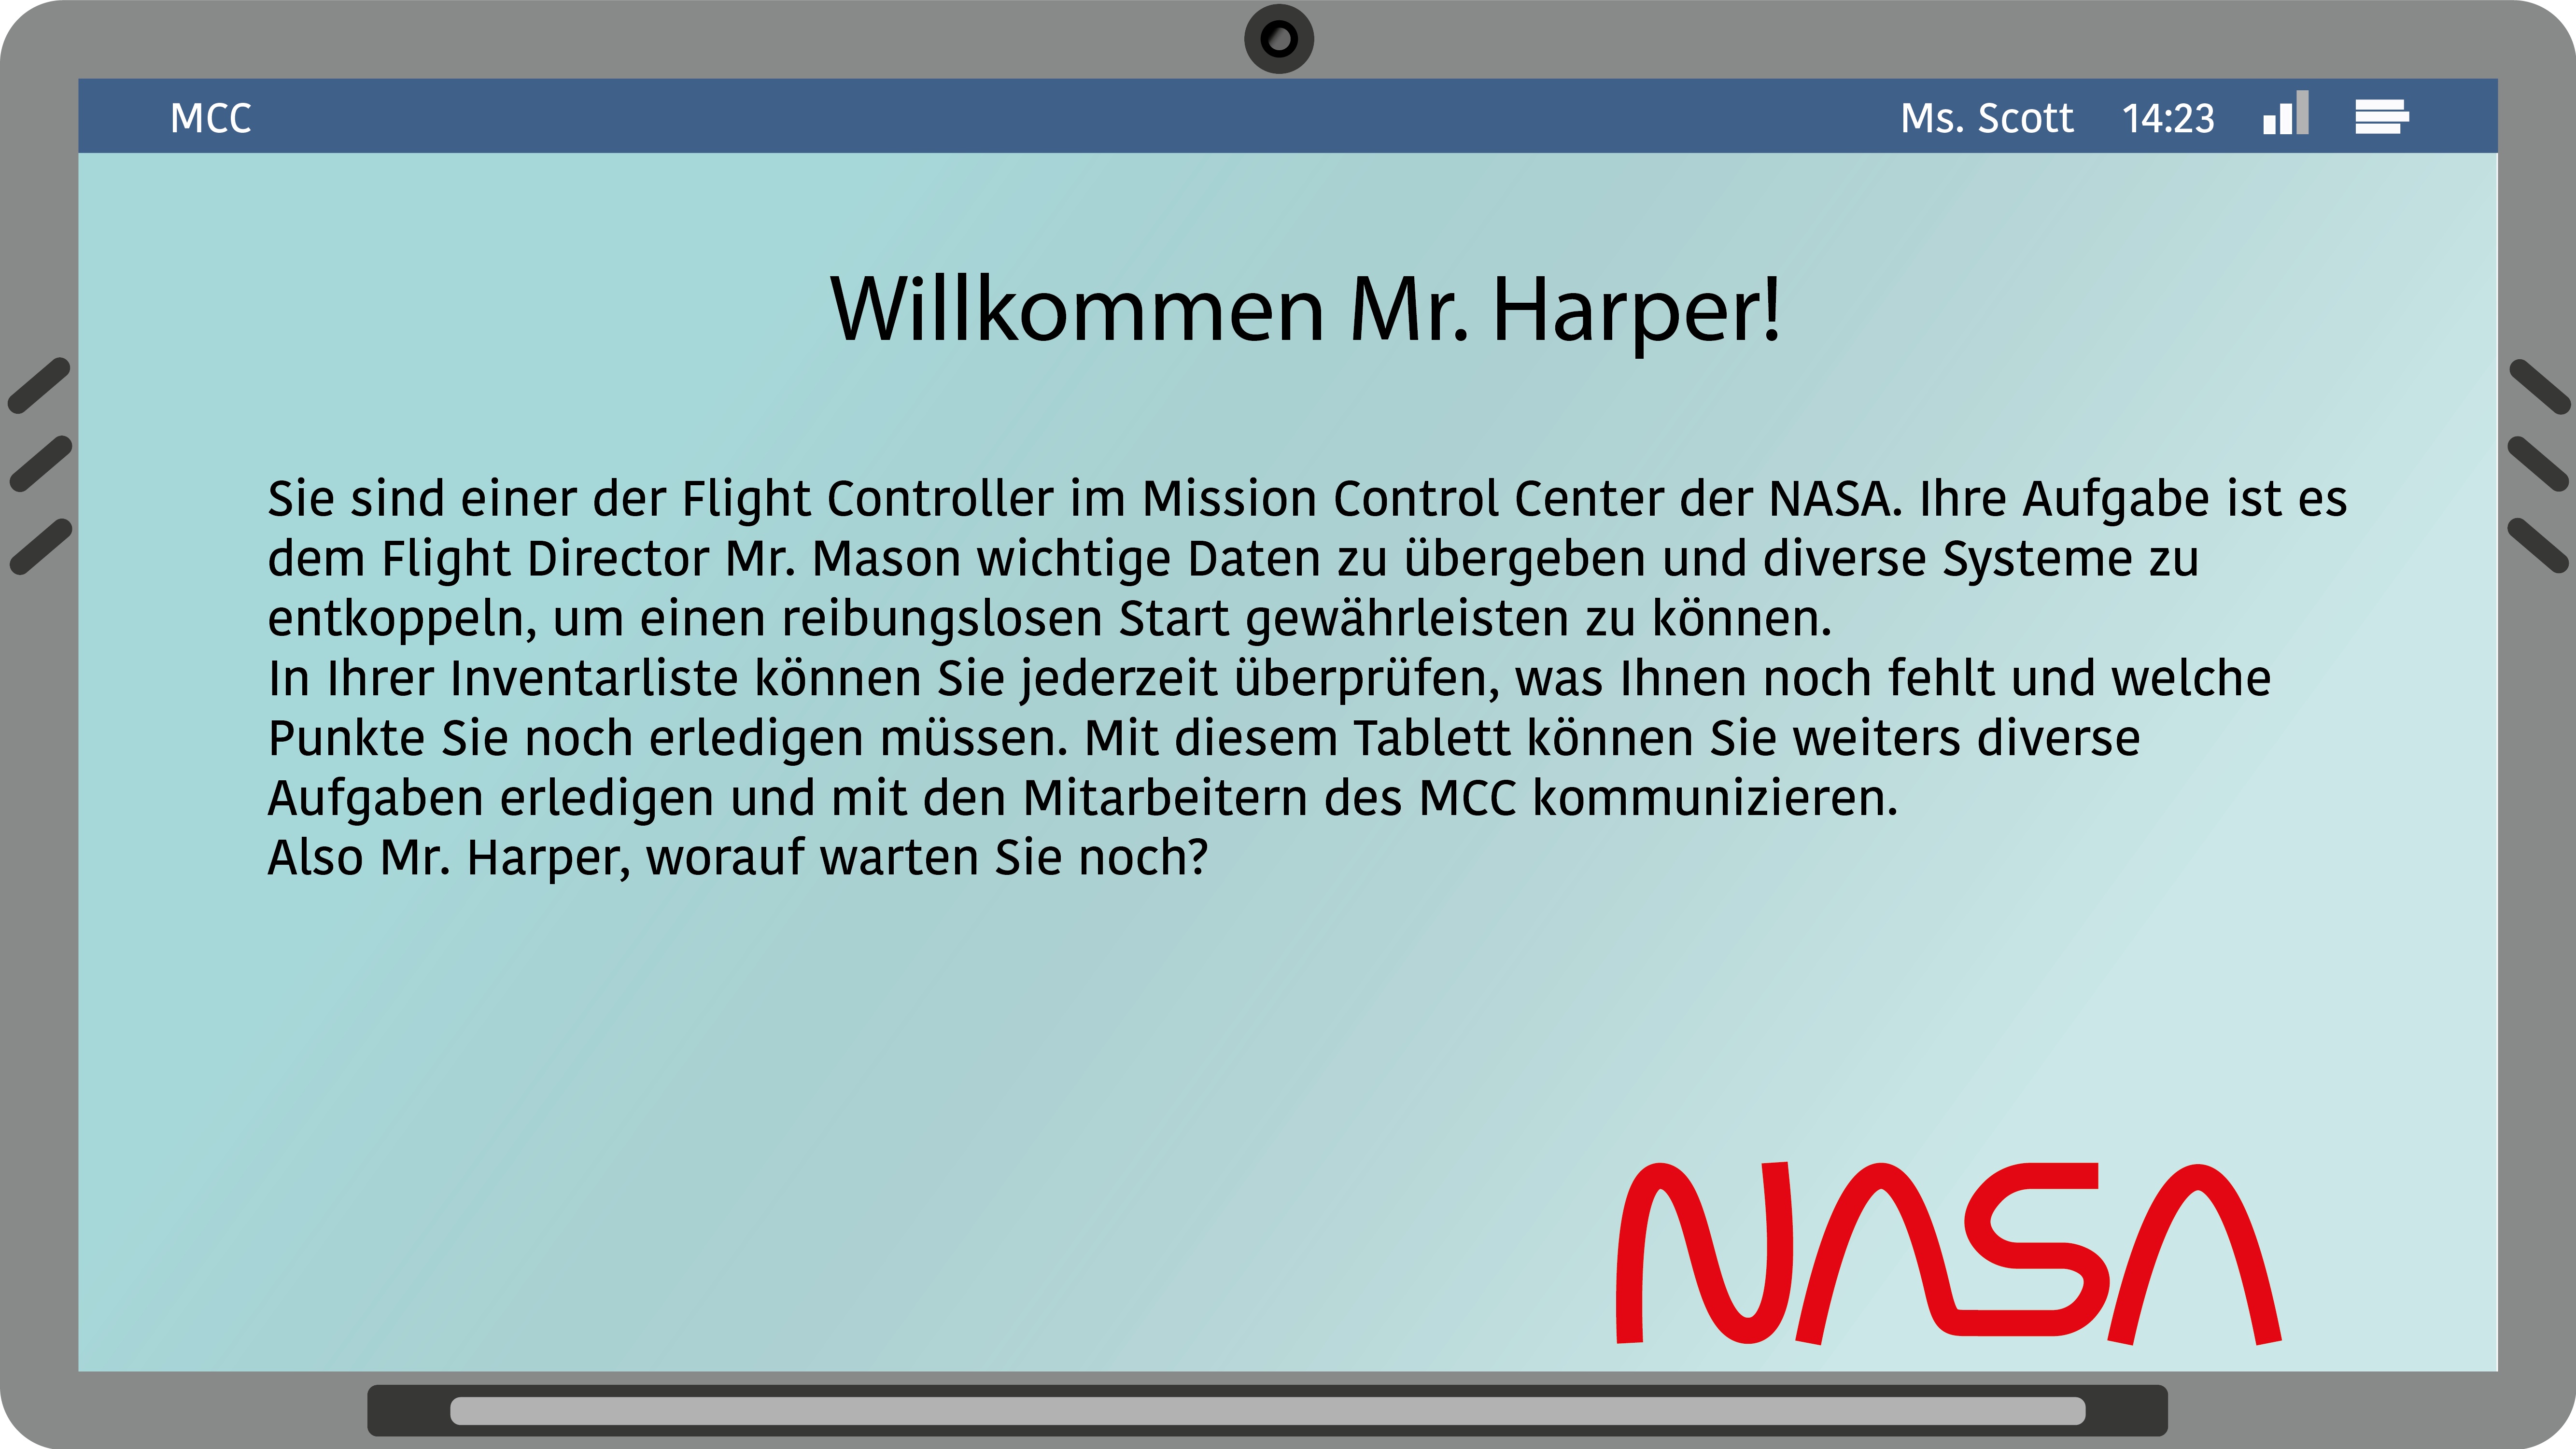 MCC
Ms. Scott 14:23
Willkommen Mr. Harper!
Sie sind einer der Flight Controller im Mission Control Center der NASA. Ihre Aufgabe ist es
dem Flight Director Mr. Mason wichtige Daten zu übergeben und diverse Systeme zu
entkoppeln, um einen reibungslosen Start gewährleisten zu können.
In Ihrer Inventarliste können Sie jederzeit überprüfen, was Ihnen noch fehlt und welche
Punkte Sie noch erledigen müssen. Mit diesem Tablett können Sie weiters diverse
Aufgaben erledigen und mit den Mitarbeitern des MCC kommunizieren.
Also Mr. Harper, worauf warten Sie noch?
NASA